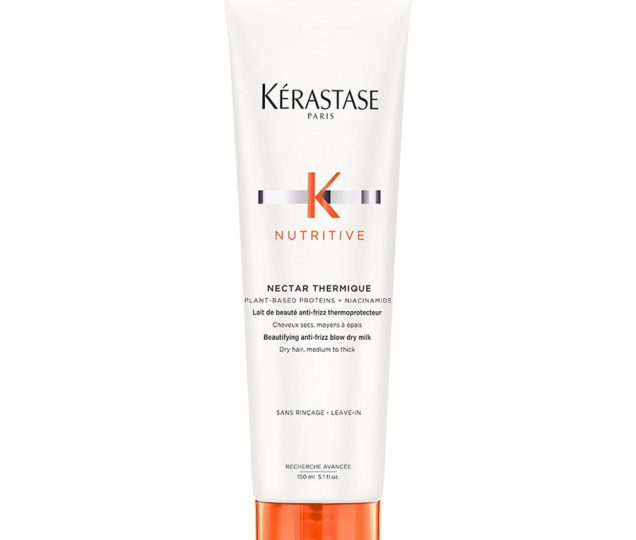 KÉRASTASE
PARIS
K
NUTRITIVE
NECTAR THERMIQUE
PLANT-BASED PROTEINS + NIACINAMIDE
Lait de beauté anti-frizz thermoprotecteur
Cheveux secs, moyens à épais
Beautifying anti-frizz blow dry milk
Dry hair, medium to thick
SANS RINÇAGE - LEAVE-IN
RECHERCHE AVANCÉE
150 ml 5.1 fl oz.